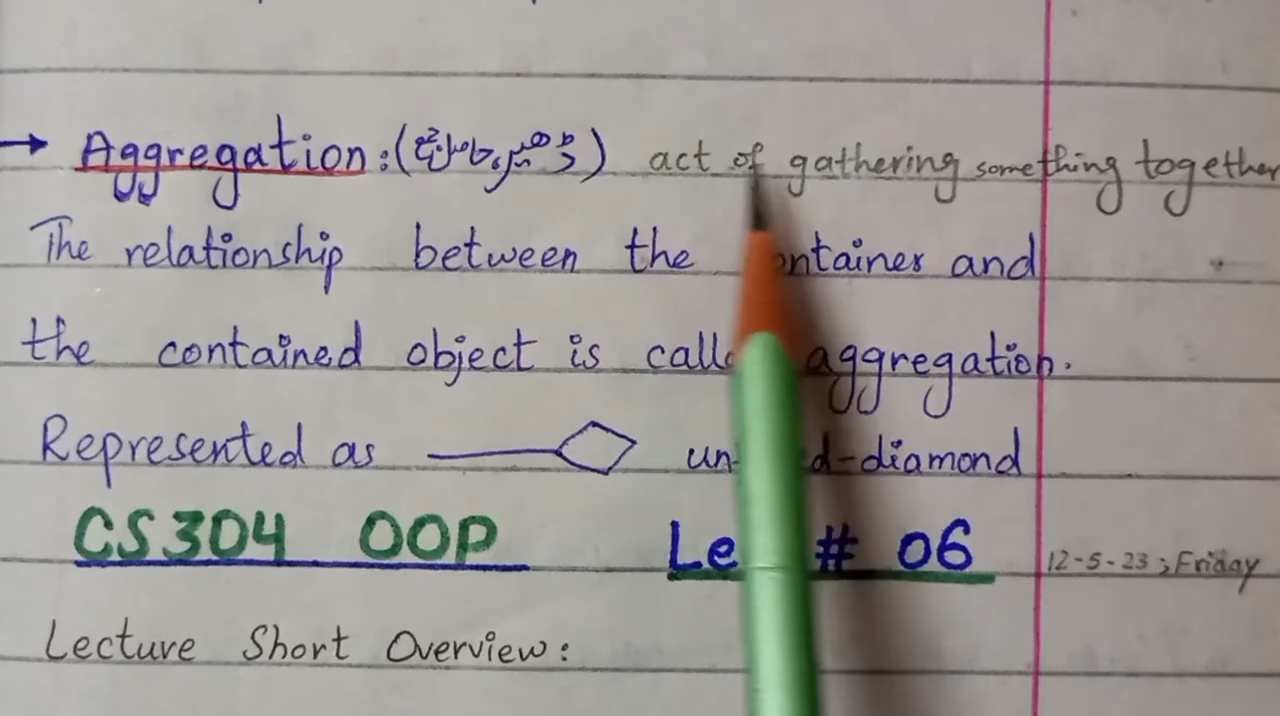 → Aggregation: ( ) act of gathering something together
The relationship between the ntainer and
the contained object is call aggregation.
Represented as un d-diamond
CS304 OOP Le # 06 12-5-23; Friday
Lecture Short Overview: